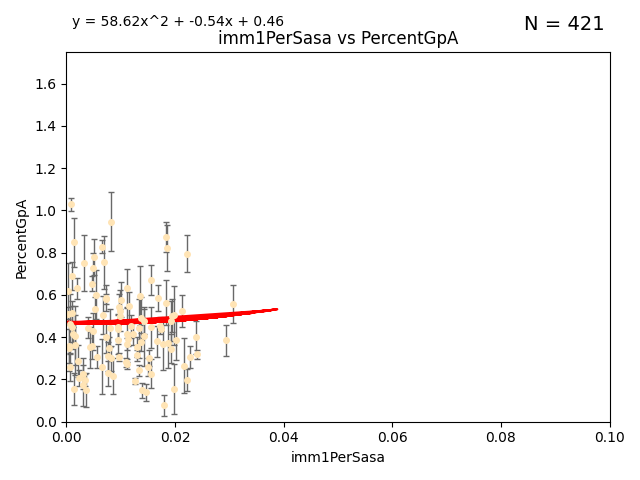 y = 58.62x^2 + -0.54x + 0.46
N = 421
imm1PerSasa vs PercentGpA
PercentGpA
1.6
1.4
1.2
1.0
0.8
0.6
0.4
0.2
0.0
0.00 0.02 0.04 0.06 0.08 0.10
imm1PerSasa